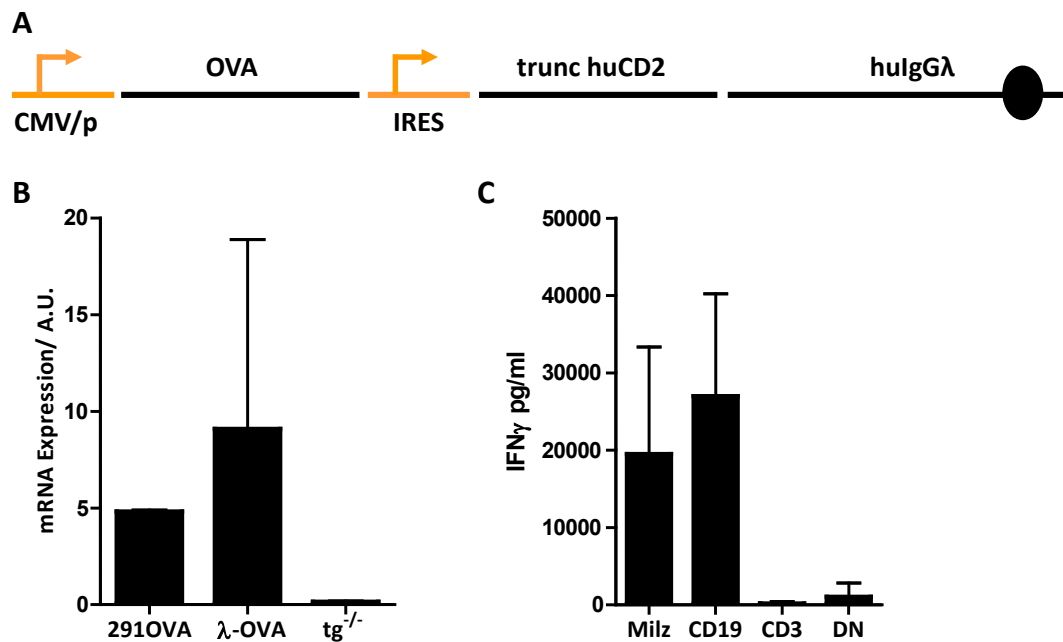 A
OVA
trunc huCD2
huIgGλ
CMV/p
IRES
B
mRNA Expression/ A.U.
20
15
10
5
0
291OVA
λ-OVA
tg-/-
C
IFNγ pg/ml
50000
40000
30000
20000
10000
0
Milz
CD19
CD3
DN